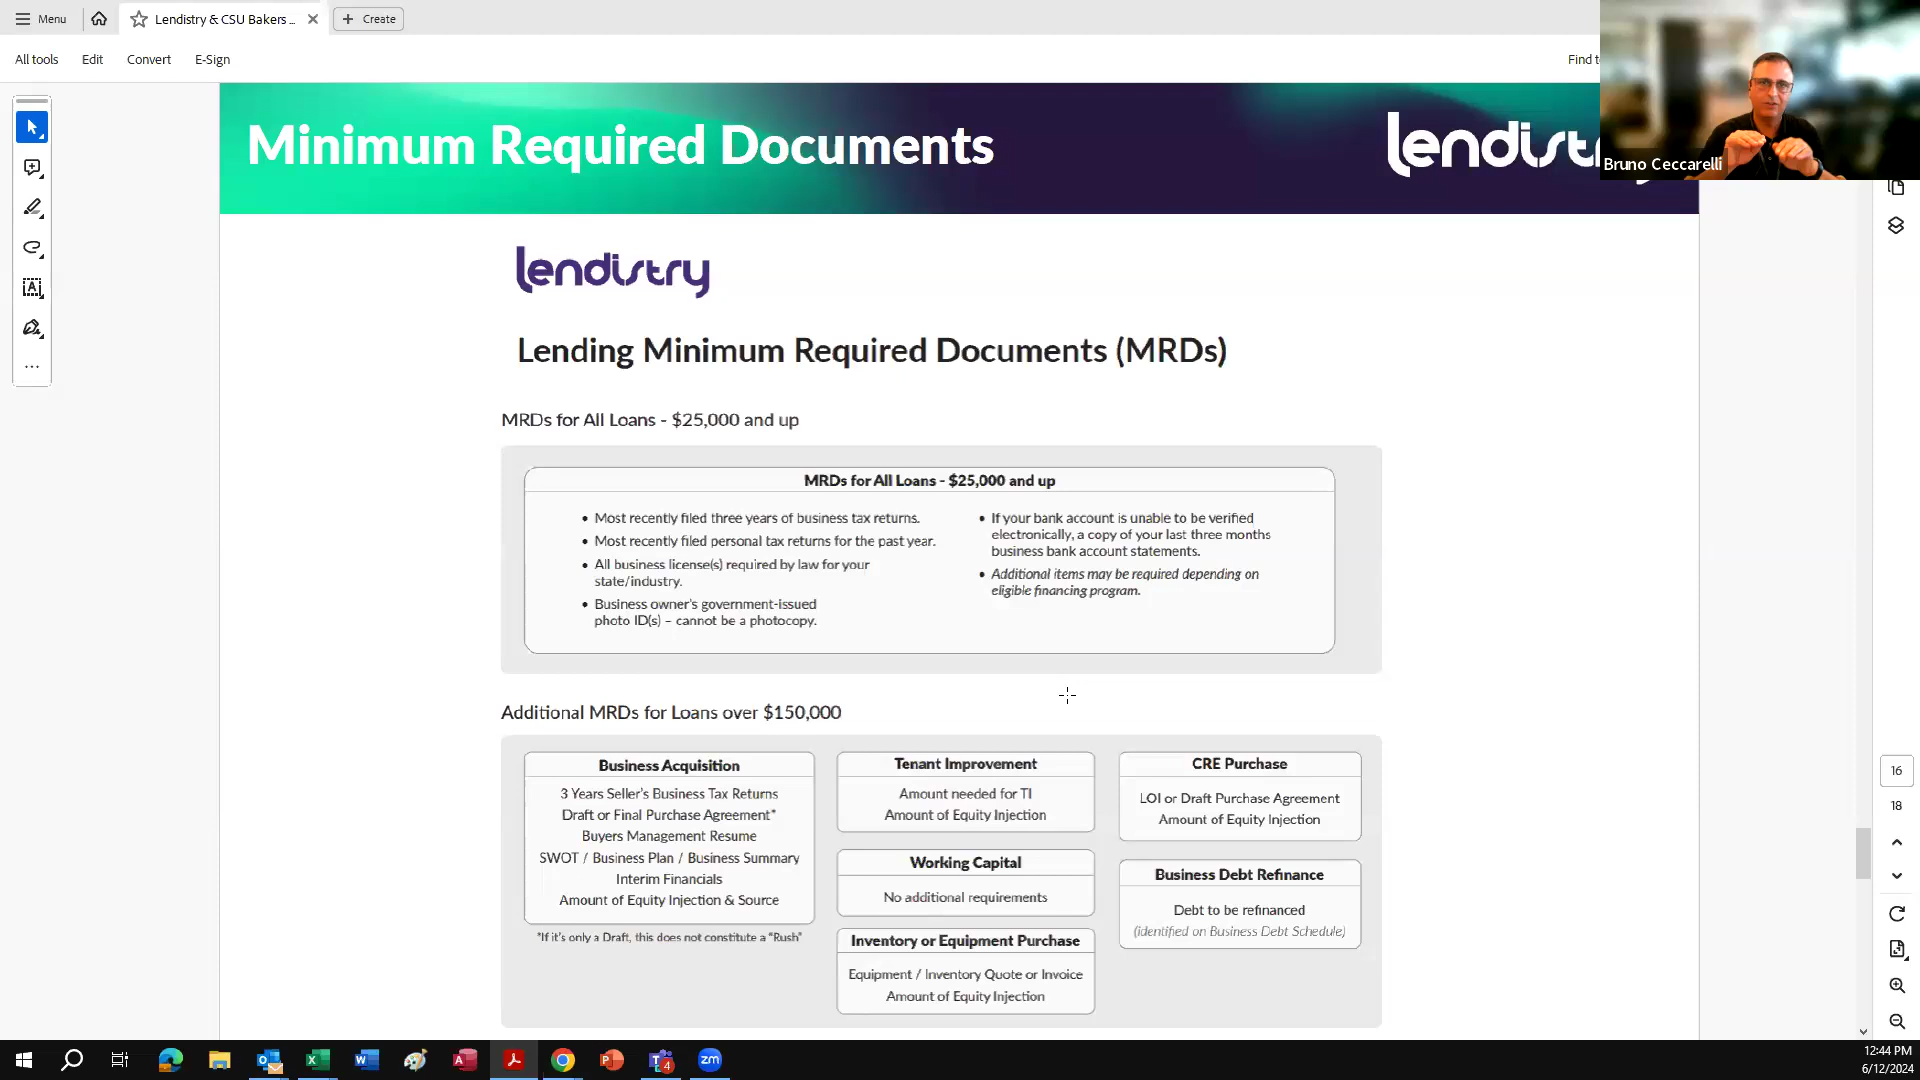 Menu
Lendistry & CSU Bakers ...
Create
All tools
Edit
Convert
E-Sign
Find t
Minimum Required Documents
lendist
Bruno Ceccarelli
lendistry
Lending Minimum Required Documents (MRDs)
MRDs for All Loans - $25,000 and up
MRDs for All Loans - $25,000 and up
• Most recently filed three years of business tax returns.
• Most recently filed personal tax returns for the past year.
• All business license(s) required by law for your
state/industry.
• Business owner's government-issued
photo ID(s) – cannot be a photocopy.
• If your bank account is unable to be verified
electronically, a copy of your last three months
business bank account statements.
• Additional items may be required depending on
eligible financing program.
Additional MRDs for Loans over $150,000
Business Acquisition
3 Years Seller's Business Tax Returns
Draft or Final Purchase Agreement*
Buyers Management Resume
SWOT / Business Plan / Business Summary
Interim Financials
Amount of Equity Injection & Source
*If it's only a Draft, this does not constitute a "Rush"
Tenant Improvement
Amount needed for TI
Amount of Equity Injection
Working Capital
No additional requirements
Inventory or Equipment Purchase
Equipment / Inventory Quote or Invoice
Amount of Equity Injection
CRE Purchase
LOI or Draft Purchase Agreement
Amount of Equity Injection
Business Debt Refinance
Debt to be refinanced
(identified on Business Debt Schedule)
16
18
4
zm
12:44 PM
6/12/2024